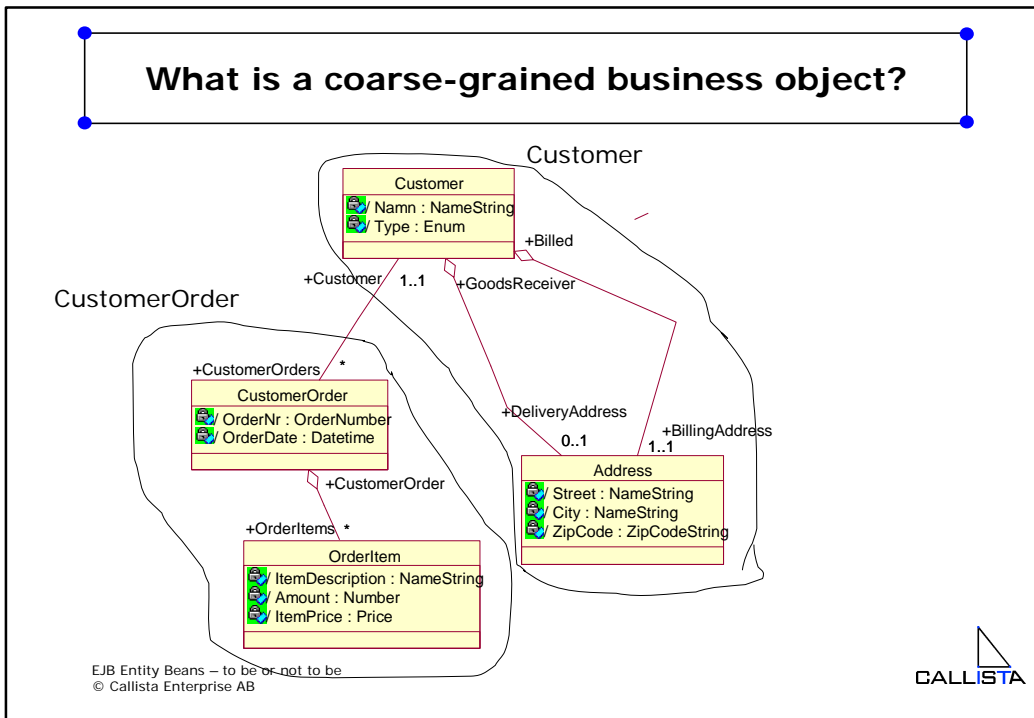 What is a coarse-grained business object?
Customer
Customer
/ Namn : NameString
/ Type : Enum
+Billed
+Customer
1..1
+GoodsReceiver
CustomerOrder
+CustomerOrders
*
CustomerOrder
/ OrderNr : OrderNumber
/ OrderDate : Datetime
+DeliveryAddress
0..1
+BillingAddress
1..1
Address
/ Street : NameString
/ City : NameString
/ ZipCode : ZipCodeString
+CustomerOrder
+OrderItems
*
OrderItem
/ ItemDescription : NameString
/ Amount : Number
/ ItemPrice : Price
EJB Entity Beans – to be or not to be
© Callista Enterprise AB
CALLISTA